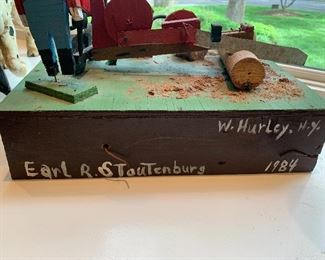 W. Hurley. N.Y.
Earl R. Stoutenburg 1984